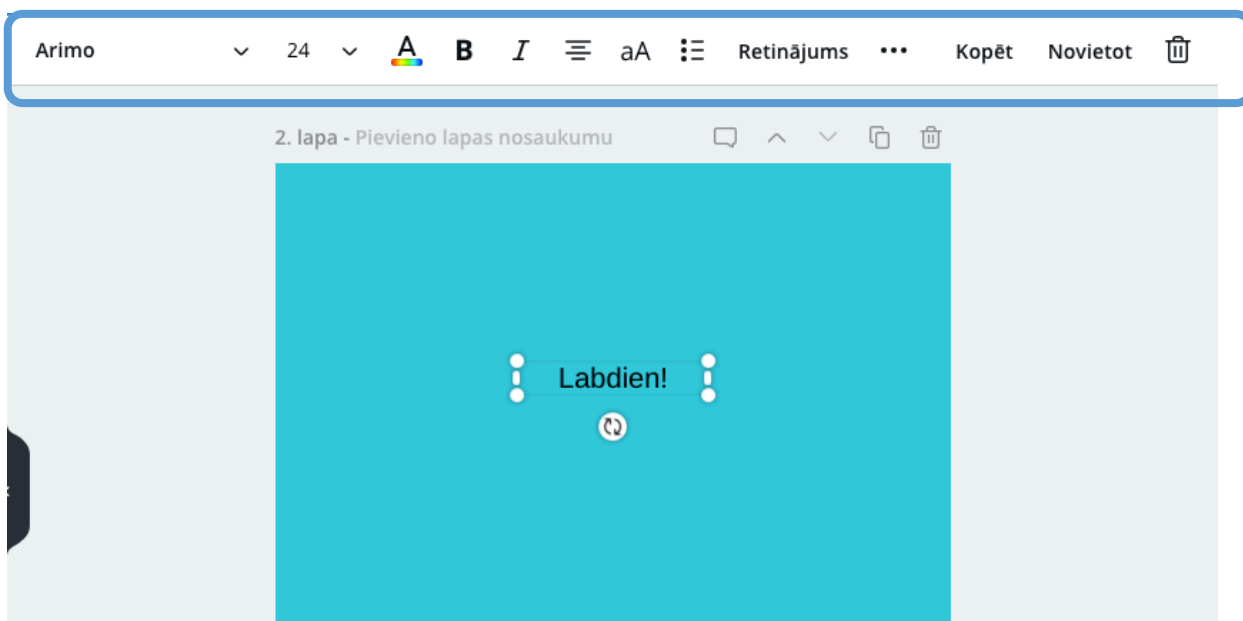 Arimo 24 A B I aA Retinājums ••• Kopēt Novietot
2. lapa - Pievieno lapas nosaukumu
Labdien!